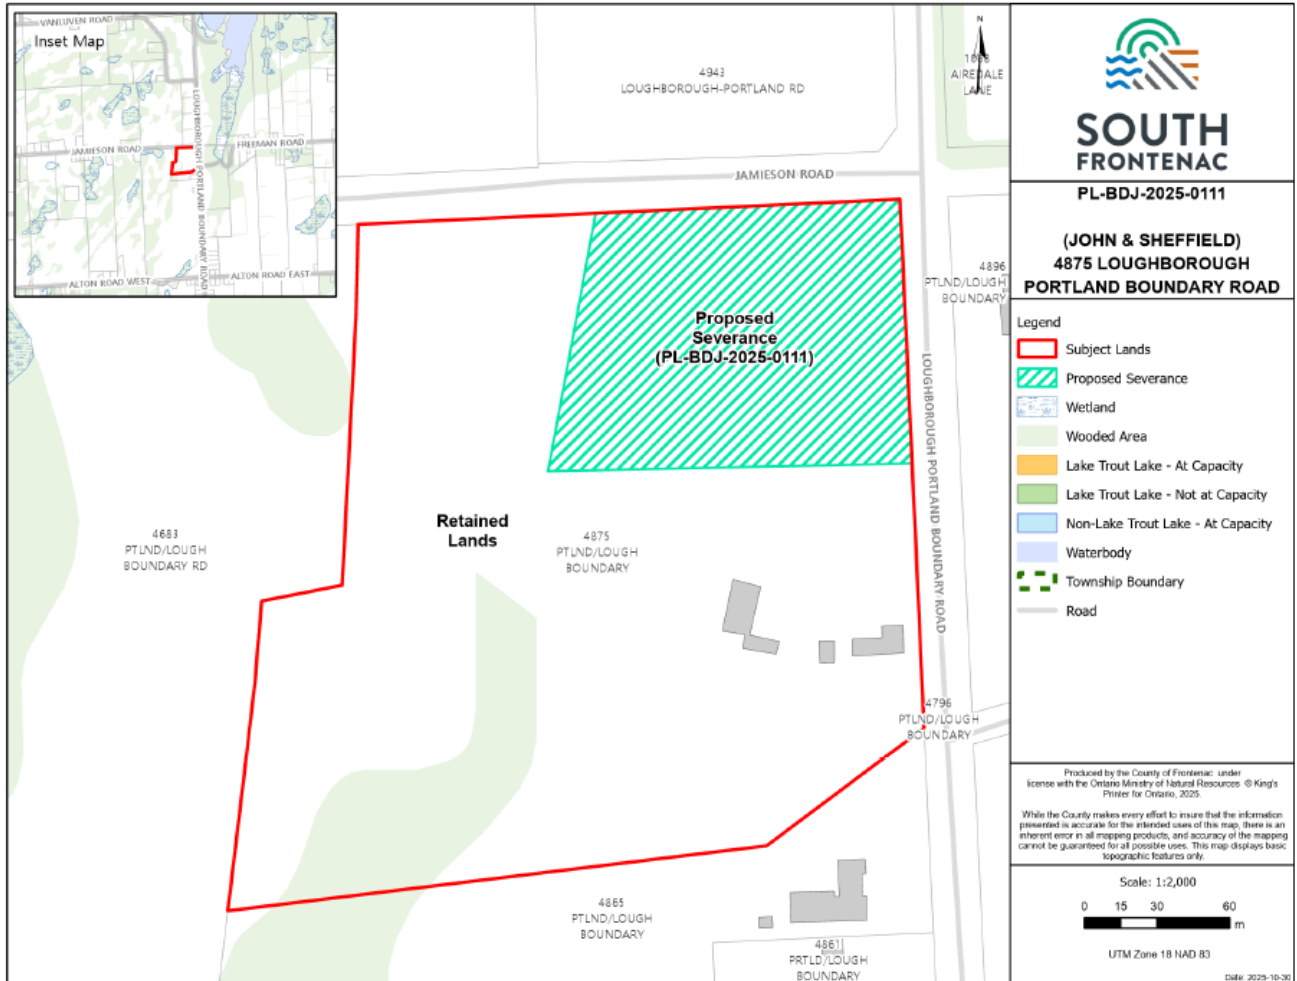 Inset Map
VANLUVEN ROAD
JAMIESON ROAD
FREEMAN ROAD
LOUGHBOROUGH PORTLAND BOUNDARY ROAD
ALTON ROAD WEST
ALTON ROAD EAST
4943
LOUGHBOROUGH-PORTLAND RD
N
AIREDALE
LANE
JAMIESON ROAD
4896
PTLND/LOUGH
BOUNDARY
Proposed
Severance
(PL-BDJ-2025-0111)
LOUGHBOROUGH PORTLAND BOUNDARY ROAD
4683
PTLND/LOUGH
BOUNDARY RD
Retained
Lands
4875
PTLND/LOUGH
BOUNDARY
4796
PTLND/LOUGH
BOUNDARY
4865
PTLND/LOUGH
BOUNDARY
4861
PRTLD/LOUGH
BOUNDARY
SOUTH
FRONTENAC
PL-BDJ-2025-0111
(JOHN & SHEFFIELD)
4875 LOUGHBOROUGH
PORTLAND BOUNDARY ROAD
Legend
Subject Lands
Proposed Severance
Wetland
Wooded Area
Lake Trout Lake - At Capacity
Lake Trout Lake - Not at Capacity
Non-Lake Trout Lake - At Capacity
Waterbody
Township Boundary
Road
Produced by the County of Frontenac under
license with the Ontario Ministry of Natural Resources © King's
Printer for Ontario, 2025.
While the County makes every effort to insure that the information
presented is accurate for the intended uses of this map, there is an
inherent error in all mapping products, and accuracy of the mapping
cannot be guaranteed for all possible uses. This map displays basic
topographic features only.
Scale: 1:2,000
0 15 30 60
m
UTM Zone 18 NAD 83
Date: 2025-10-30